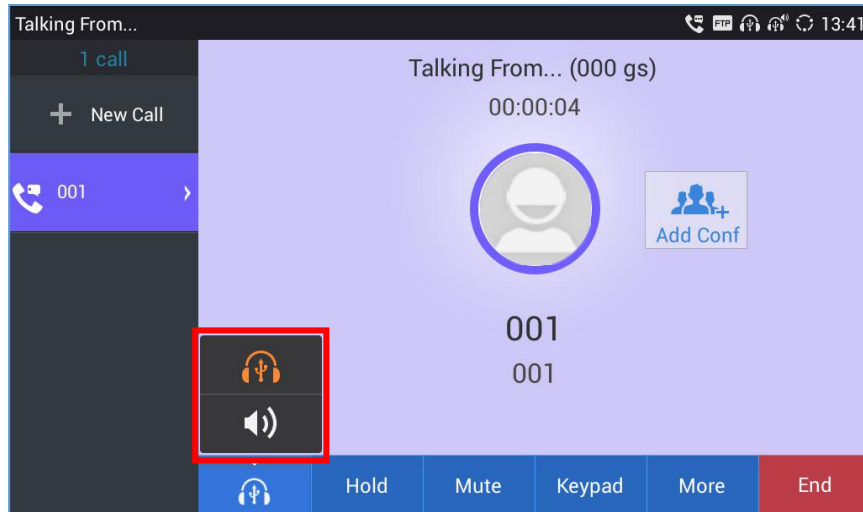 Talking From...
FTP
13:41
1 call
New Call
001
Talking From... (000 gs)
00:00:04
Add Conf
001
001
Hold
Mute
Keypad
More
End